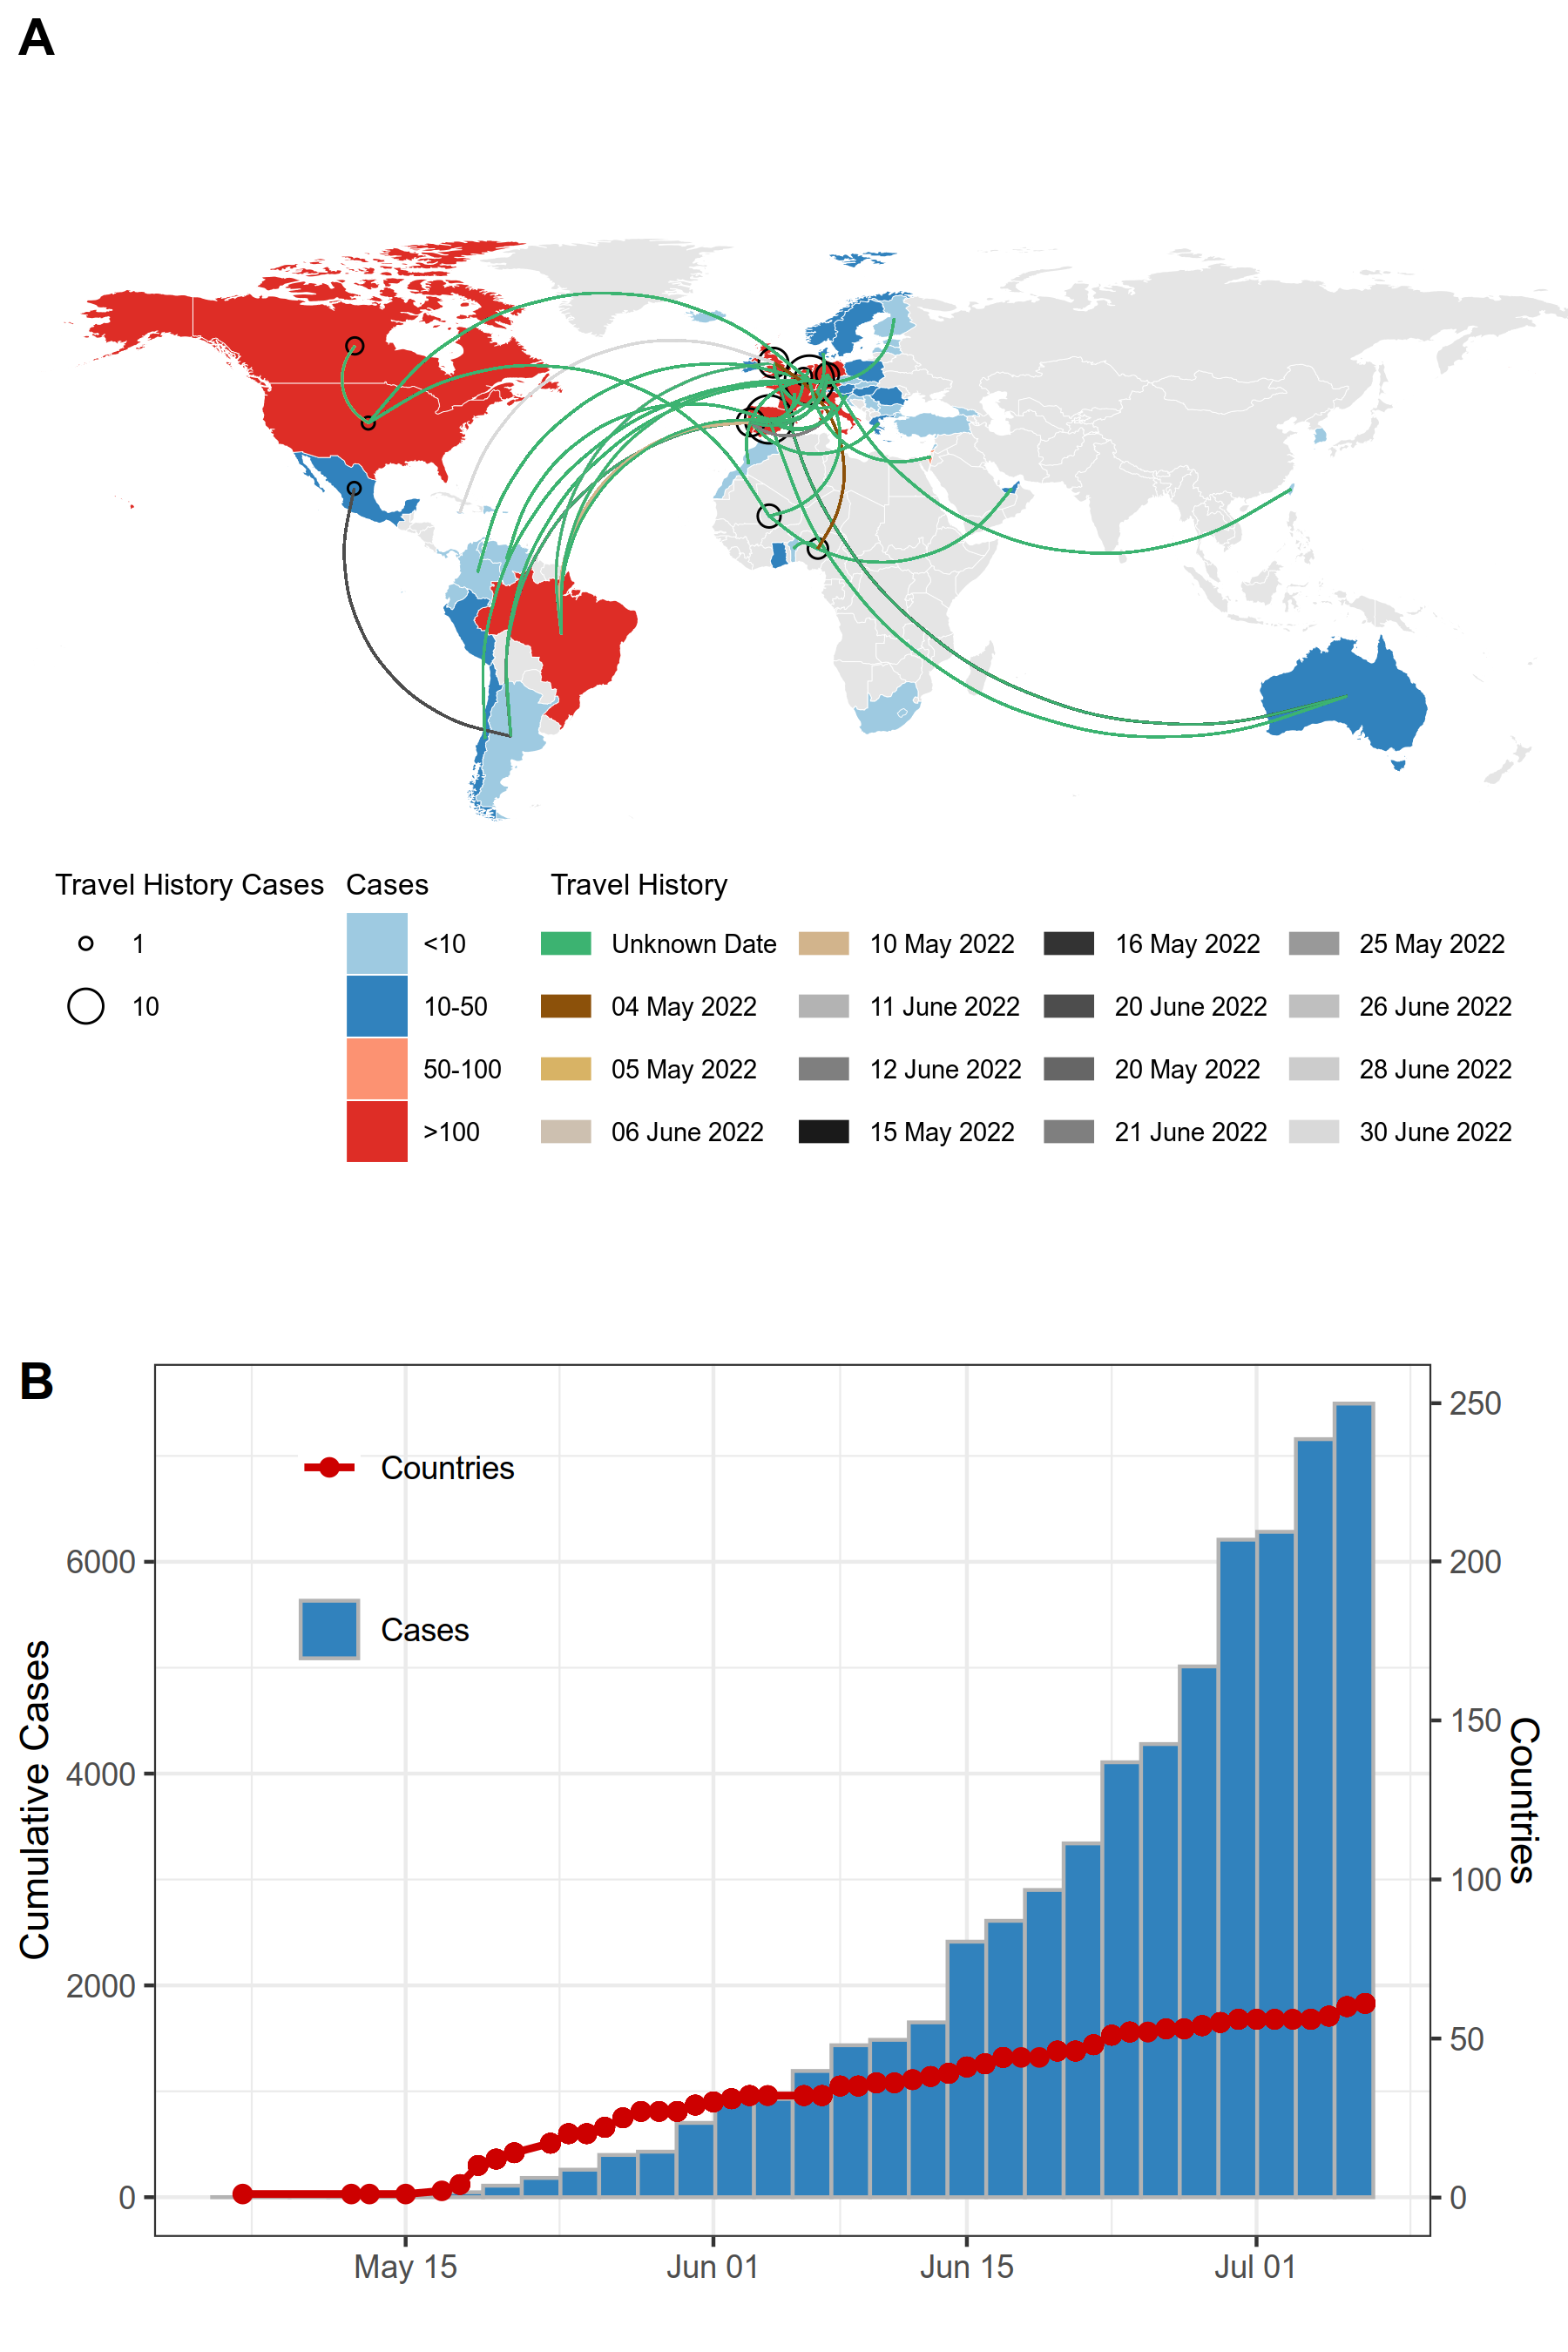 A
Travel History Cases
1
10
Cases
<10
10-50
50-100
>100
Travel History
Unknown Date
04 May 2022
05 May 2022
06 June 2022
10 May 2022
11 June 2022
12 June 2022
15 May 2022
16 May 2022
20 June 2022
20 May 2022
21 June 2022
25 May 2022
26 June 2022
28 June 2022
30 June 2022
B
Countries
Cases
Cumulative Cases
6000
4000
2000
0
250
200
150
100
50
0
Countries
May 15
Jun 01
Jun 15
Jul 01